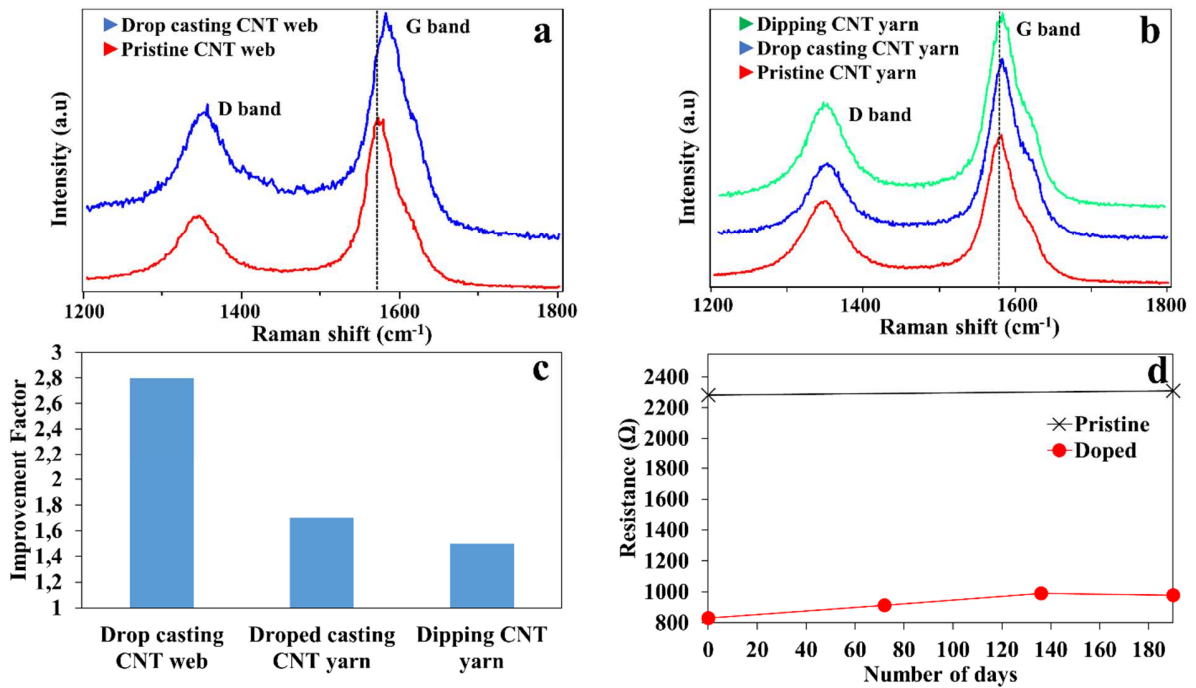 a
▶ Drop casting CNT web
▶ Pristine CNT web
G band
D band
Intensity (a.u)
1200
1400
1600
1800
Raman shift (cm-1)
b
▶ Dipping CNT yarn
▶ Drop casting CNT yarn
▶ Pristine CNT yarn
G band
D band
Intensity (a.u)
1200
1400
1600
1800
Raman shift (cm-1)
c
Improvement Factor
3
2,8
2,6
2,4
2,2
2
1,8
1,6
1,4
1,2
1
Drop casting
CNT web
Droped casting
CNT yarn
Dipping CNT
yarn
d
Resistance (Ω)
2400
2200
2000
1800
1600
1400
1200
1000
800
Pristine
Doped
0
20
40
60
80
100
120
140
160
180
Number of days